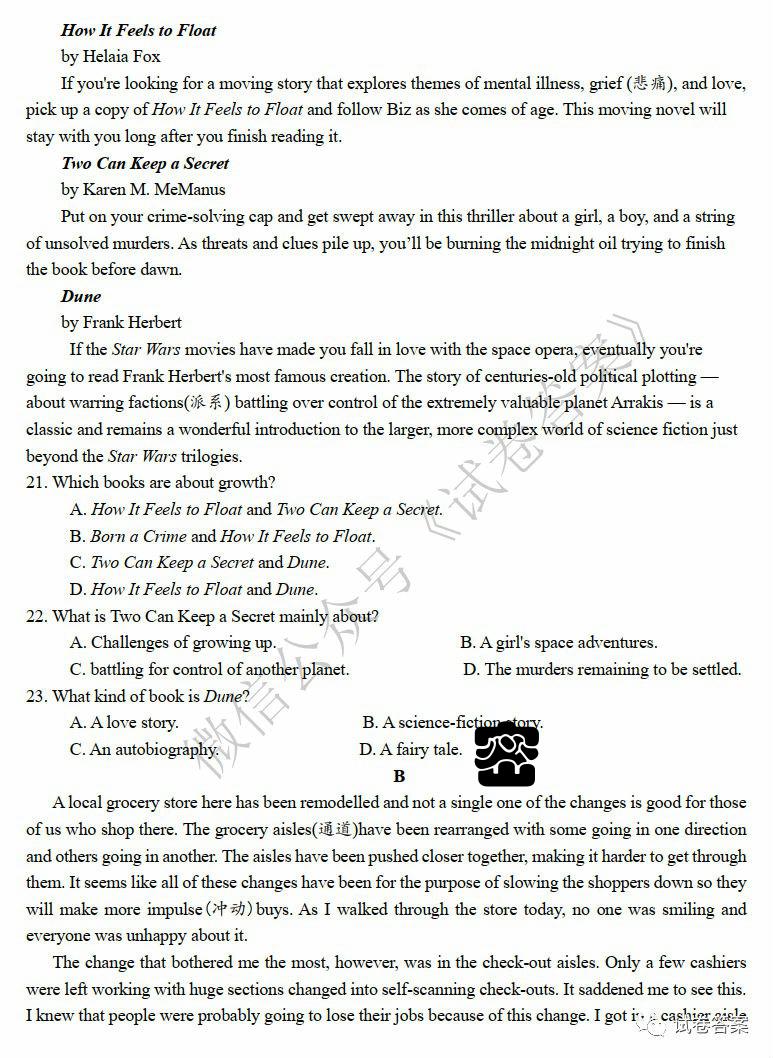 How It Feels to Float
by Helaia Fox
If you're looking for a moving story that explores themes of mental illness, grief (悲痛), and love,
pick up a copy of How It Feels to Float and follow Biz as she comes of age. This moving novel will
stay with you long after you finish reading it.
Two Can Keep a Secret
by Karen M. MeManus
Put on your crime-solving cap and get swept away in this thriller about a girl, a boy, and a string
of unsolved murders. As threats and clues pile up, you’ll be burning the midnight oil trying to finish
the book before dawn.
Dune
by Frank Herbert
If the Star Wars movies have made you fall in love with the space opera, eventually you're
going to read Frank Herbert's most famous creation. The story of centuries-old political plotting —
about warring factions(派系) battling over control of the extremely valuable planet Arrakis — is a
classic and remains a wonderful introduction to the larger, more complex world of science fiction just
beyond the Star Wars trilogies.
21. Which books are about growth?
A. How It Feels to Float and Two Can Keep a Secret.
B. Born a Crime and How It Feels to Float.
C. Two Can Keep a Secret and Dune.
D. How It Feels to Float and Dune.
22. What is Two Can Keep a Secret mainly about?
A. Challenges of growing up. B. A girl's space adventures.
C. battling for control of another planet. D. The murders remaining to be settled.
23. What kind of book is Dune?
A. A love story. B. A science-fiction story.
C. An autobiography. D. A fairy tale.
B
A local grocery store here has been remodelled and not a single one of the changes is good for those
of us who shop there. The grocery aisles(通道)have been rearranged with some going in one direction
and others going in another. The aisles have been pushed closer together, making it harder to get through
them. It seems like all of these changes have been for the purpose of slowing the shoppers down so they
will make more impulse(冲动)buys. As I walked through the store today, no one was smiling and
everyone was unhappy about it.
The change that bothered me the most, however, was in the check-out aisles. Only a few cashiers
were left working with huge sections changed into self-scanning check-outs. It saddened me to see this.
I knew that people were probably going to lose their jobs because of this change. I got cashier aisle
微信公众号《试卷答案》
试卷答案